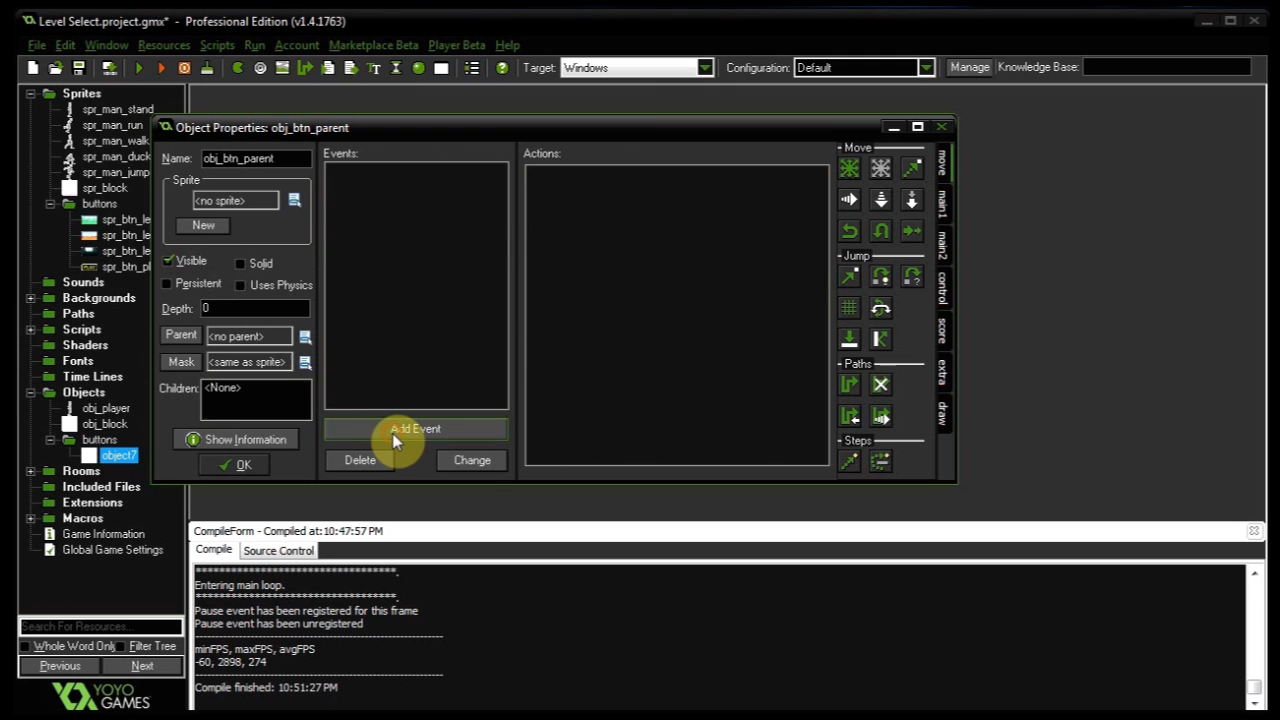 Level Select.project.gmx* - Professional Edition (v1.4.1763)
File Edit Window Resources Scripts Run Account Marketplace Beta Player Beta Help
Target: Windows Configuration: Default Manage Knowledge Base:
Sprites
spr_man_stand
spr_man_run
spr_man_walk
spr_man_duck
spr_man_jump
spr_block
buttons
spr_btn_le
spr_btn_le
spr_btn_le
spr_btn_pl
Sounds
Backgrounds
Paths
Scripts
Shaders
Fonts
Time Lines
Objects
obj_player
obj_block
buttons
object7
Rooms
Included Files
Extensions
Macros
Game Information
Global Game Settings
Search For Resources...
Whole Word Only Filter Tree
Previous Next
YOYO
GAMES
Object Properties: obj_btn_parent
Name: obj_btn_parent
Sprite
<no sprite>
New
Visible Solid
Persistent Uses Physics
Depth: 0
Parent <no parent>
Mask <same as sprite>
Children: <None>
Show Information
OK
Events:
Add Event
Delete Change
Actions:
Move
Jump
Paths
Steps
move
main1
main2
control
score
extra
draw
CompileForm - Compiled at: 10:47:57 PM
Compile Source Control
**********************************.
Entering main loop.
**********************************.
Pause event has been registered for this frame
Pause event has been unregistered
minFPS, maxFPS, avgFPS
-60, 2898, 274
Compile finished: 10:51:27 PM